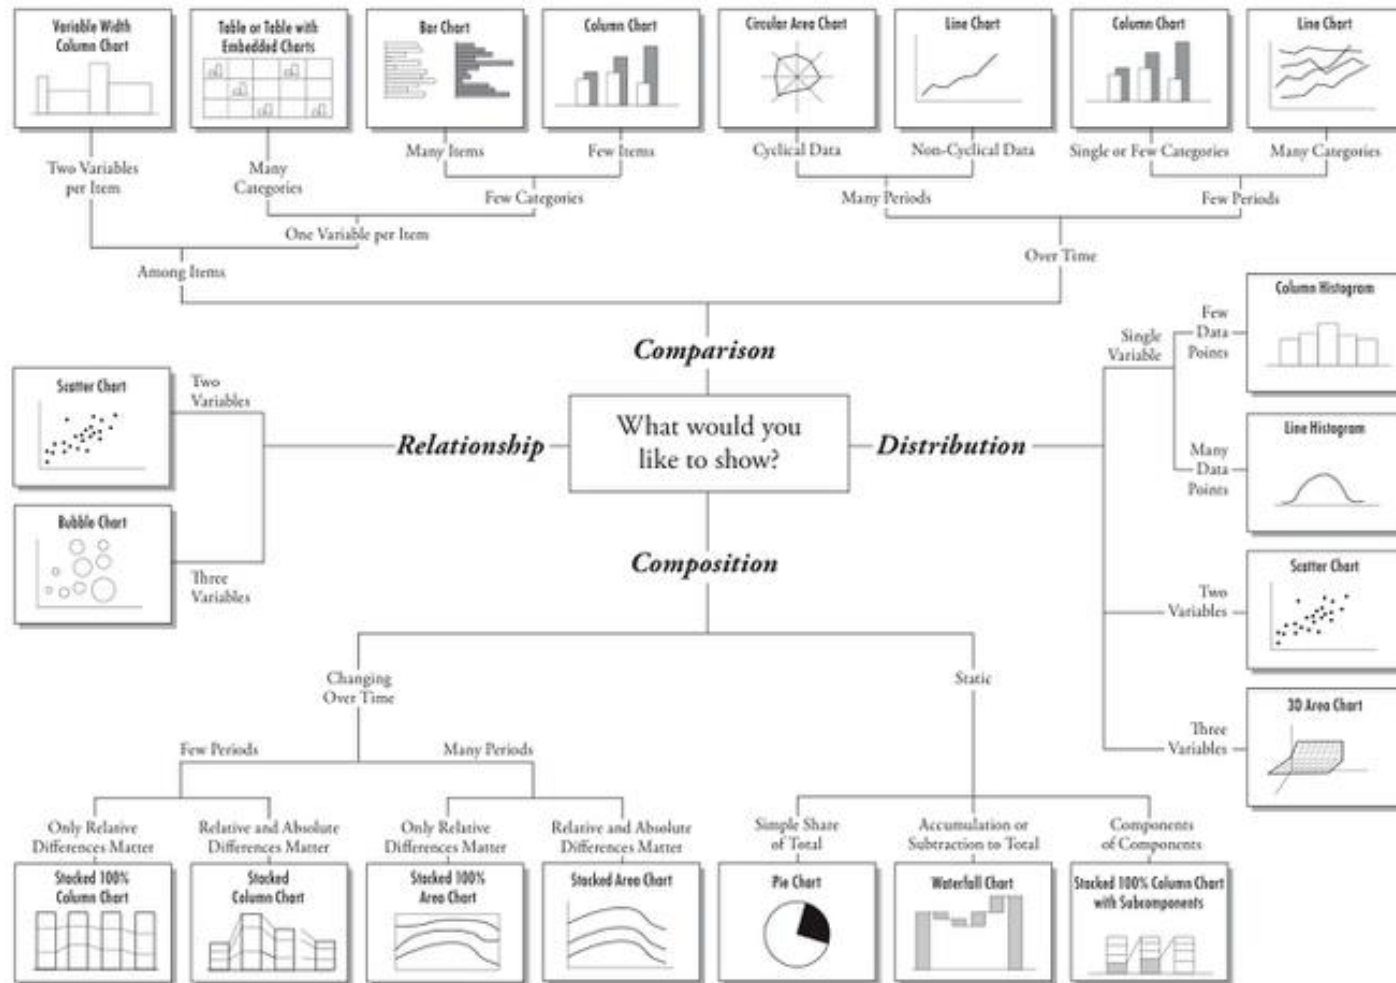 Variable Width
Column Chart
Table or Table with
Embedded Charts
Bar Chart
Column Chart
Circular Area Chart
Line Chart
Column Chart
Line Chart
Two Variables
per Item
Many
Categories
Many Items
Few Items
Cyclical Data
Non-Cyclical Data
Single or Few Categories
Many Categories
Few Categories
Many Periods
Few Periods
One Variable per Item
Over Time
Among Items
Comparison
Relationship
What would you
like to show?
Distribution
Composition
Scatter Chart
Two
Variables
Bubble Chart
Three
Variables
Single
Variable
Few
Data
Points
Column Histogram
Many
Data
Points
Line Histogram
Two
Variables
Scatter Chart
Three
Variables
3D Area Chart
Changing
Over Time
Static
Few Periods
Many Periods
Only Relative
Differences Matter
Relative and Absolute
Differences Matter
Only Relative
Differences Matter
Relative and Absolute
Differences Matter
Simple Share
of Total
Accumulation or
Subtraction to Total
Components
of Components
Stacked 100%
Column Chart
Stacked
Column Chart
Stacked 100%
Area Chart
Stacked Area Chart
Pie Chart
Waterfall Chart
Stacked 100% Column Chart
with Subcomponents